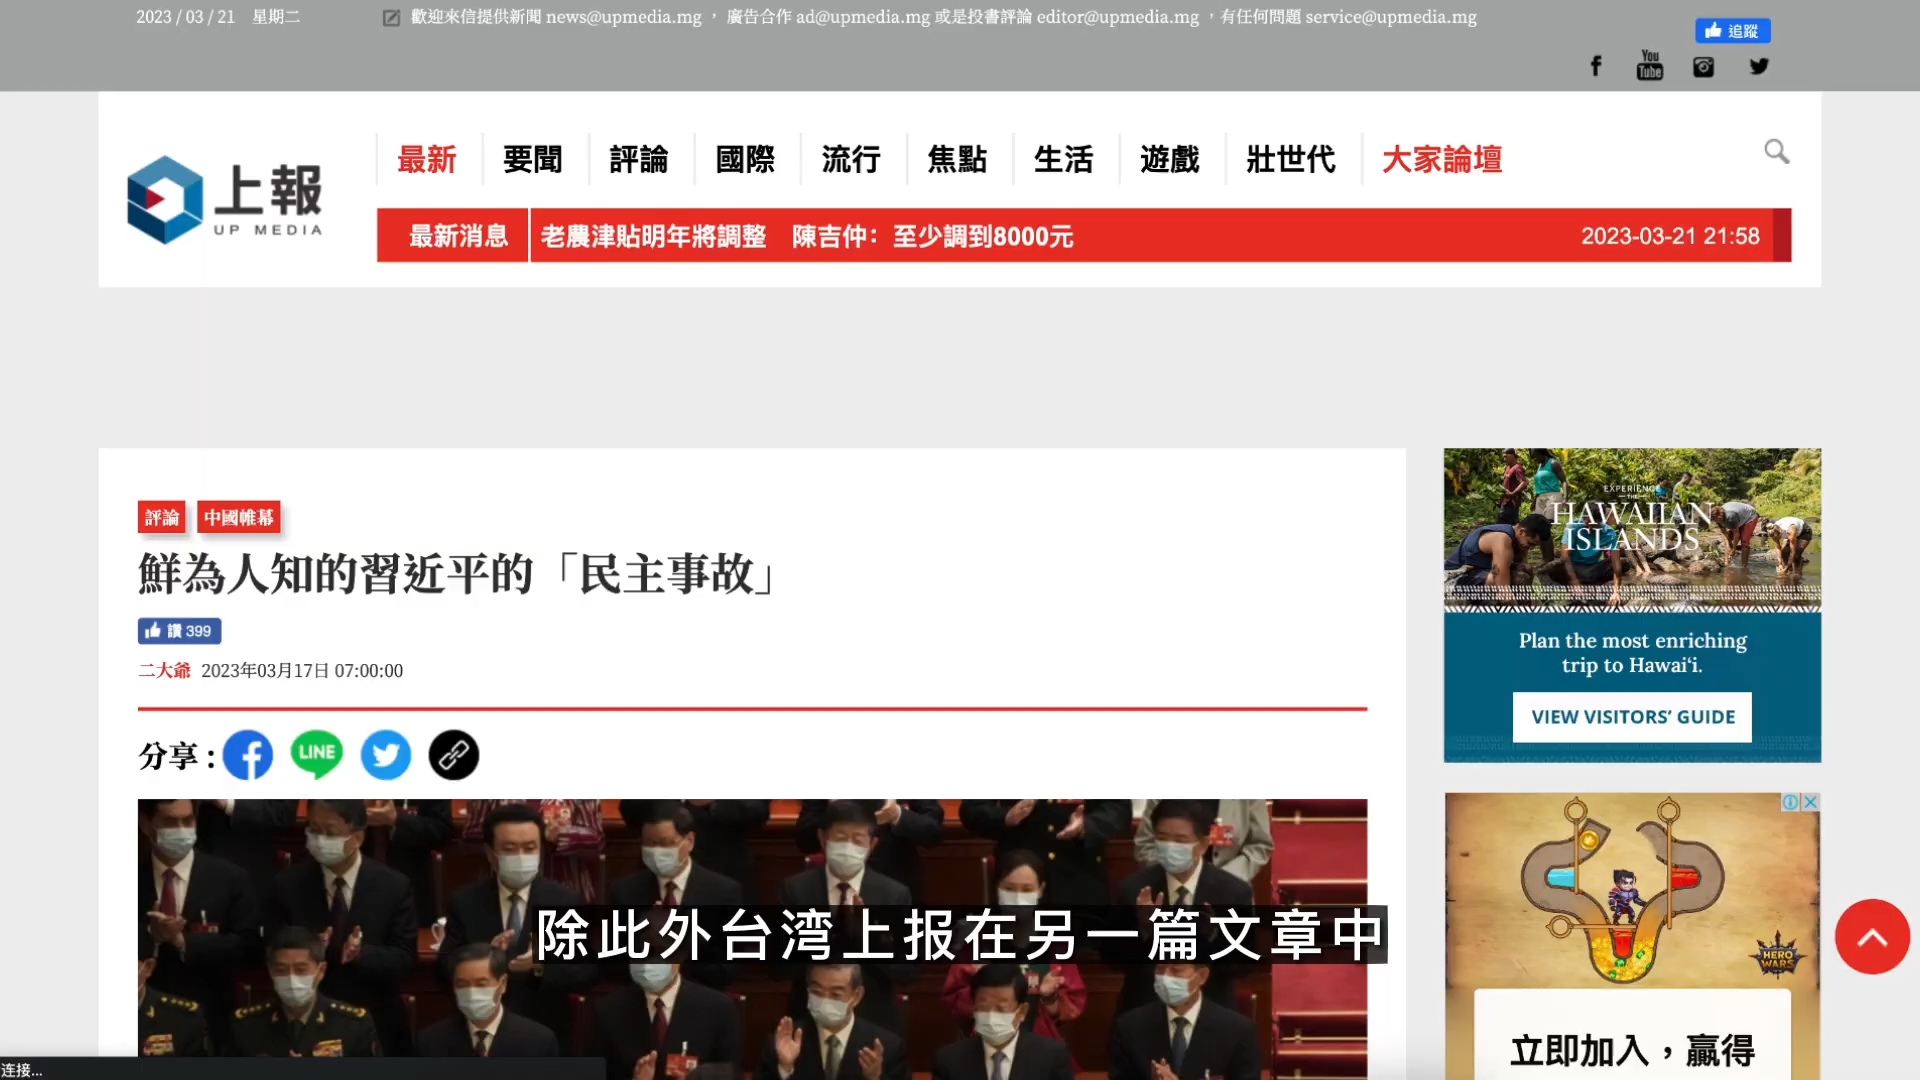 2023 / 03 / 21 星期二
歡迎來信提供新聞 news@upmedia.mg ，廣告合作 ad@upmedia.mg 或是投書評論 editor@upmedia.mg ，有任何問題 service@upmedia.mg
追蹤
You Tube
上報
UP MEDIA
最新 要聞 評論 國際 流行 焦點 生活 遊戲 壯世代 大家論壇
最新消息 老農津貼明年將調整 陳吉仲：至少調到8000元 2023-03-21 21:58
評論 中國帷幕
鮮為人知的習近平的「民主事故」
讚 399
二大爺 2023年03月17日 07:00:00
分享 :
LINE
EXPERIENCE
THE
HAWAIIAN
ISLANDS
Plan the most enriching
trip to Hawai‘i.
VIEW VISITORS’ GUIDE
HERO
WARS
立即加入，贏得
除此外台湾上报在另一篇文章中
连接...